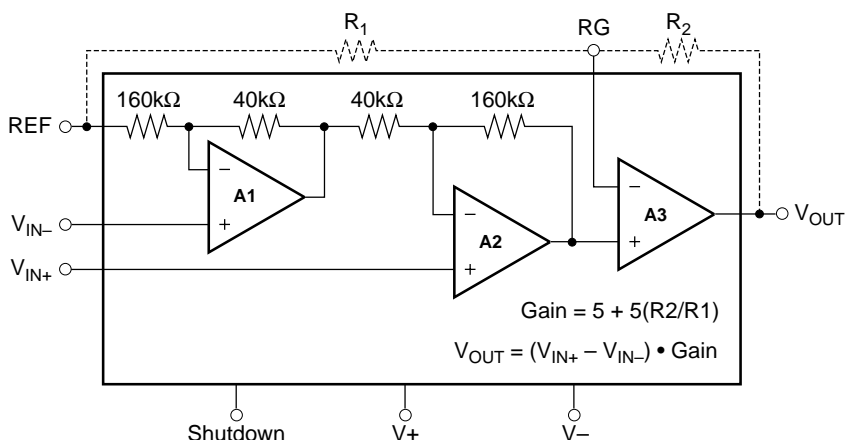 R1
RG
R2
160kΩ 40kΩ 40kΩ 160kΩ
REF
−
A1
+
−
A2
+
−
A3
+
VIN−
VIN+
VOUT
Gain = 5 + 5(R2/R1)
VOUT = (VIN+ – VIN–) • Gain
Shutdown V+ V−